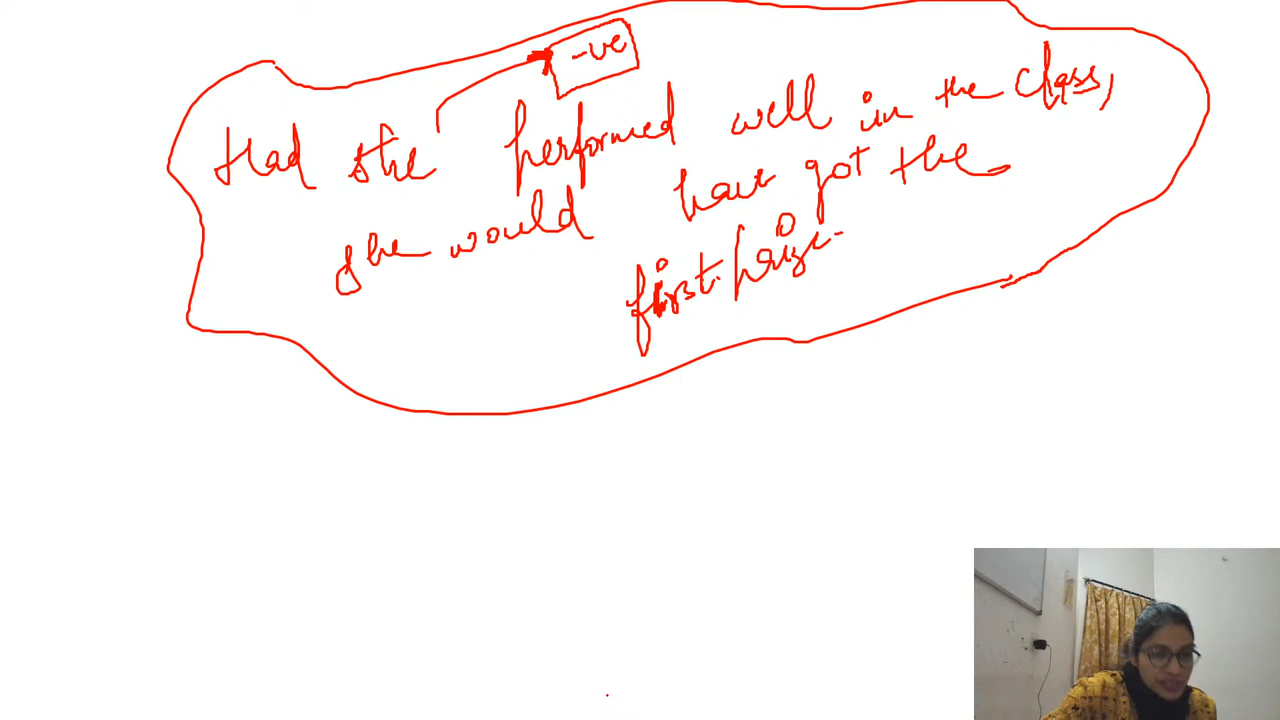 -ve
Had she performed well in the class,
she would have got the
first prize.